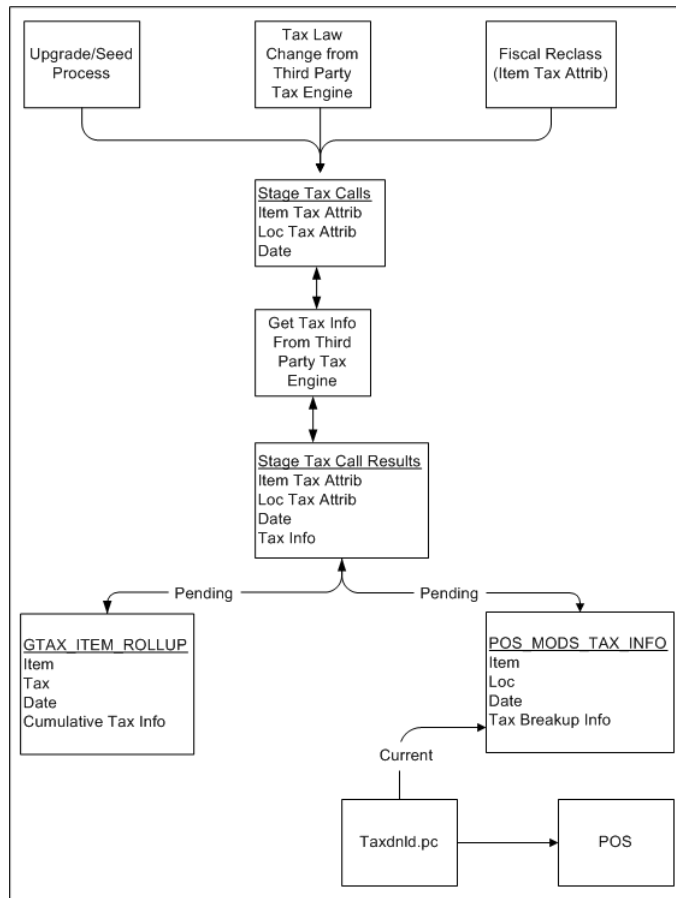 Upgrade/Seed
Process
Tax Law
Change from
Third Party
Tax Engine
Fiscal Reclass
(Item Tax Attrib)
Stage Tax Calls
Item Tax Attrib
Loc Tax Attrib
Date
Get Tax Info
From Third
Party Tax
Engine
Stage Tax Call Results
Item Tax Attrib
Loc Tax Attrib
Date
Tax Info
Pending
Pending
GTAX_ITEM_ROLLUP
Item
Tax
Date
Cumulative Tax Info
POS_MODS_TAX_INFO
Item
Loc
Date
Tax Breakup Info
Current
Taxdnld.pc
POS